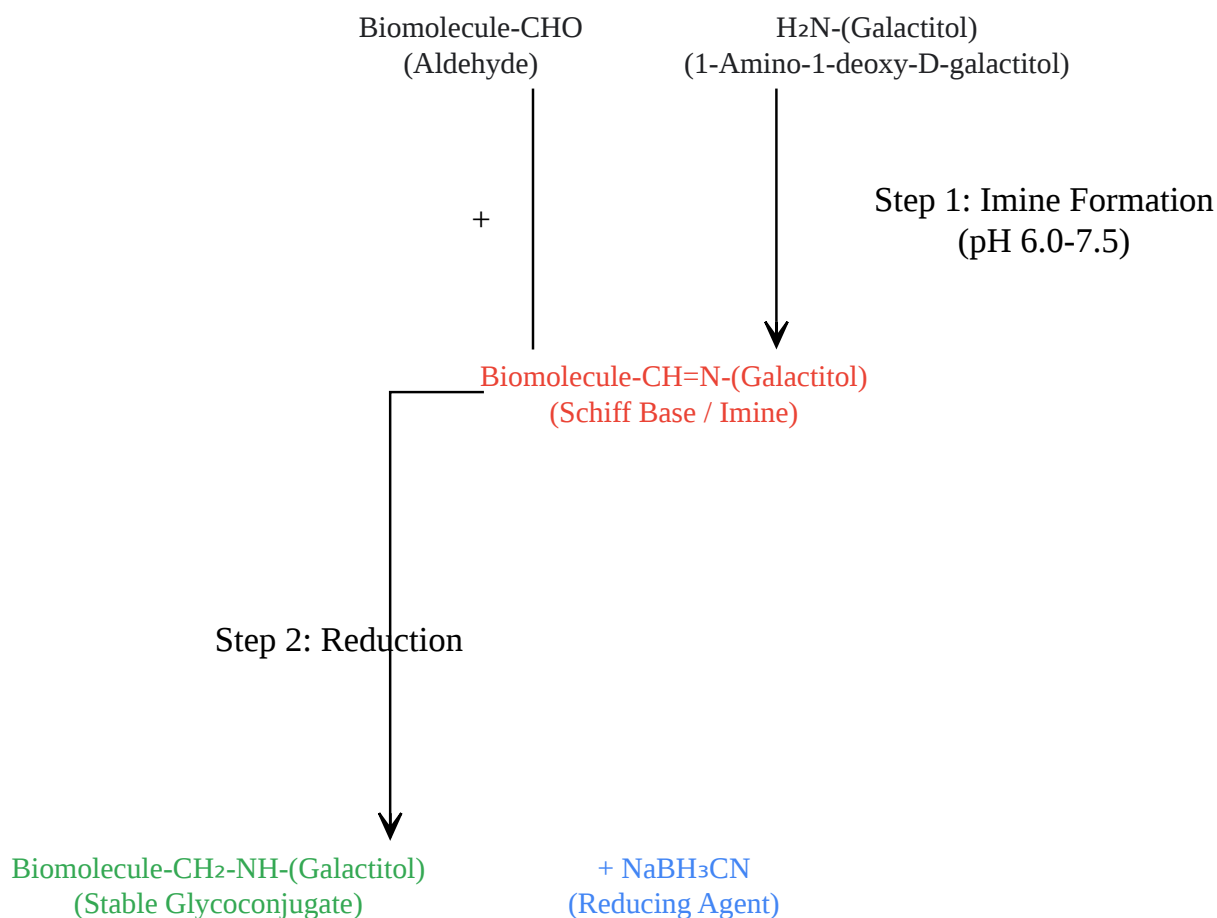 Biomolecule-CHO
(Aldehyde)
H₂N-(Galactitol)
(1-Amino-1-deoxy-D-galactitol)
+
Step 1: Imine Formation
(pH 6.0-7.5)
Biomolecule-CH=N-(Galactitol)
(Schiff Base / Imine)
Step 2: Reduction
Biomolecule-CH₂-NH-(Galactitol)
(Stable Glycoconjugate)
+ NaBH₃CN
(Reducing Agent)